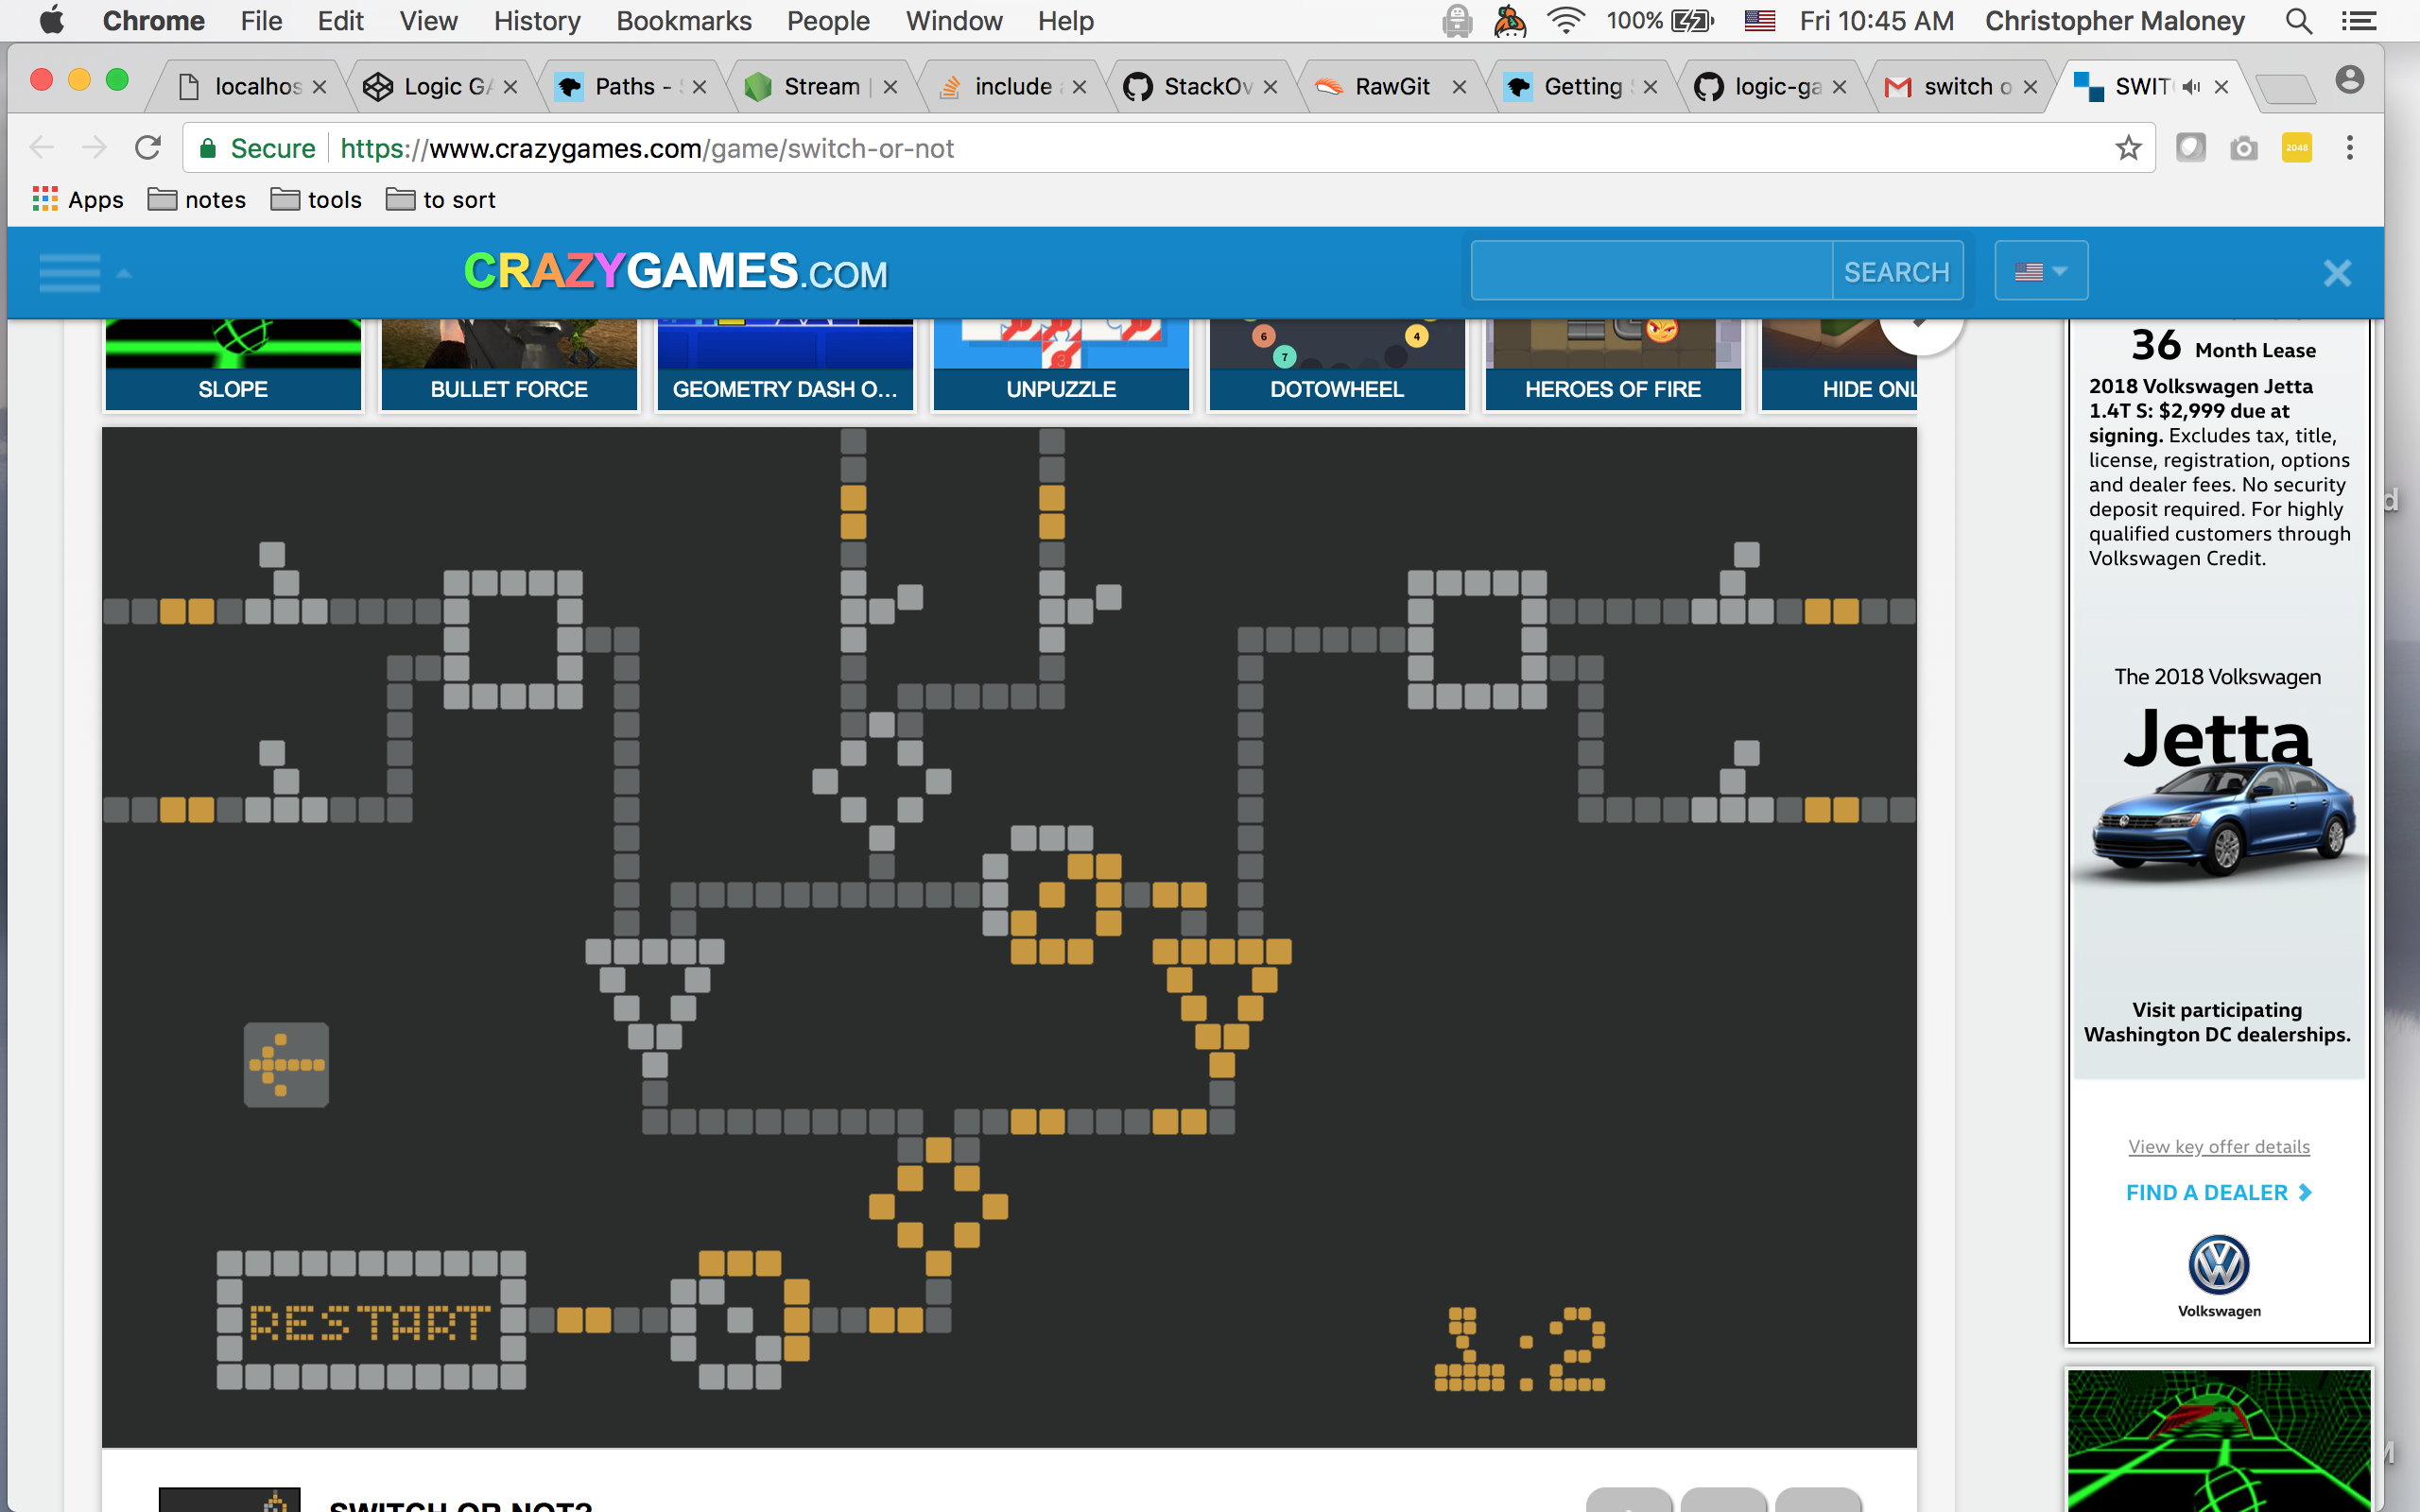 Chrome File Edit View History Bookmarks People Window Help 100% Fri 10:45 AM Christopher Maloney
localhos Logic GA Paths - S Stream | include a StackOv RawGit Getting S logic-ga switch o SWIT
Secure https://www.crazygames.com/game/switch-or-not 2048
Apps notes tools to sort
CRAZYGAMES.COM SEARCH
6 4
7
SLOPE BULLET FORCE GEOMETRY DASH O... UNPUZZLE DOTOWHEEL HEROES OF FIRE HIDE ONL
RESTART
1:2
SWITCH OR NOT?
36 Month Lease
2018 Volkswagen Jetta
1.4T S: $2,999 due at
signing. Excludes tax, title,
license, registration, options
and dealer fees. No security
deposit required. For highly
qualified customers through
Volkswagen Credit.
The 2018 Volkswagen
Jetta
Visit participating
Washington DC dealerships.
View key offer details
FIND A DEALER
Volkswagen
d